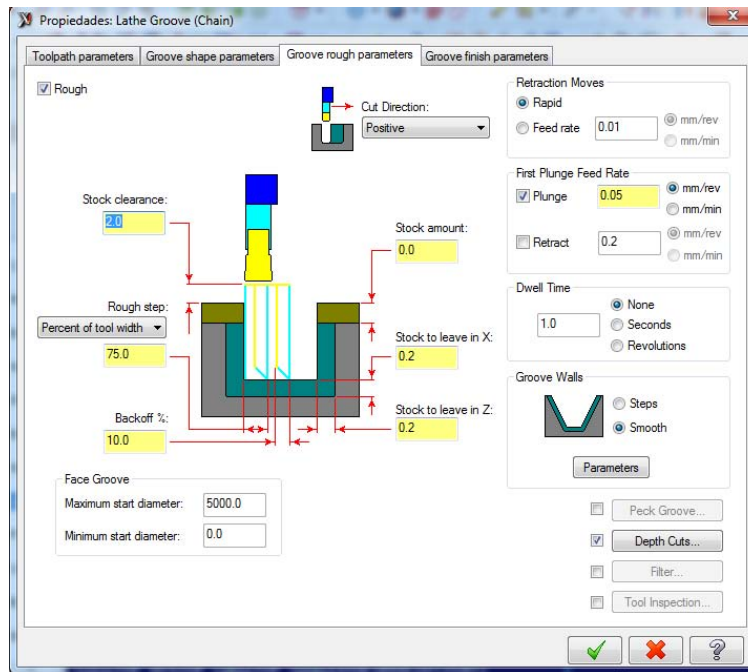 Propiedades: Lathe Groove (Chain)
Toolpath parameters
Groove shape parameters
Groove rough parameters
Groove finish parameters
Rough
Cut Direction:
Positive
Stock clearance:
2.0
Stock amount:
0.0
Rough step:
Percent of tool width
75.0
Stock to leave in X:
0.2
Backoff %:
10.0
Stock to leave in Z:
0.2
Face Groove
Maximum start diameter: 5000.0
Minimum start diameter: 0.0
Retraction Moves
Rapid
Feed rate 0.01 mm/rev
mm/min
First Plunge Feed Rate
Plunge 0.05 mm/rev
mm/min
Retract 0.2 mm/rev
mm/min
Dwell Time
None
1.0 Seconds
Revolutions
Groove Walls
Steps
Smooth
Parameters
Peck Groove...
Depth Cuts...
Filter...
Tool Inspection...
?